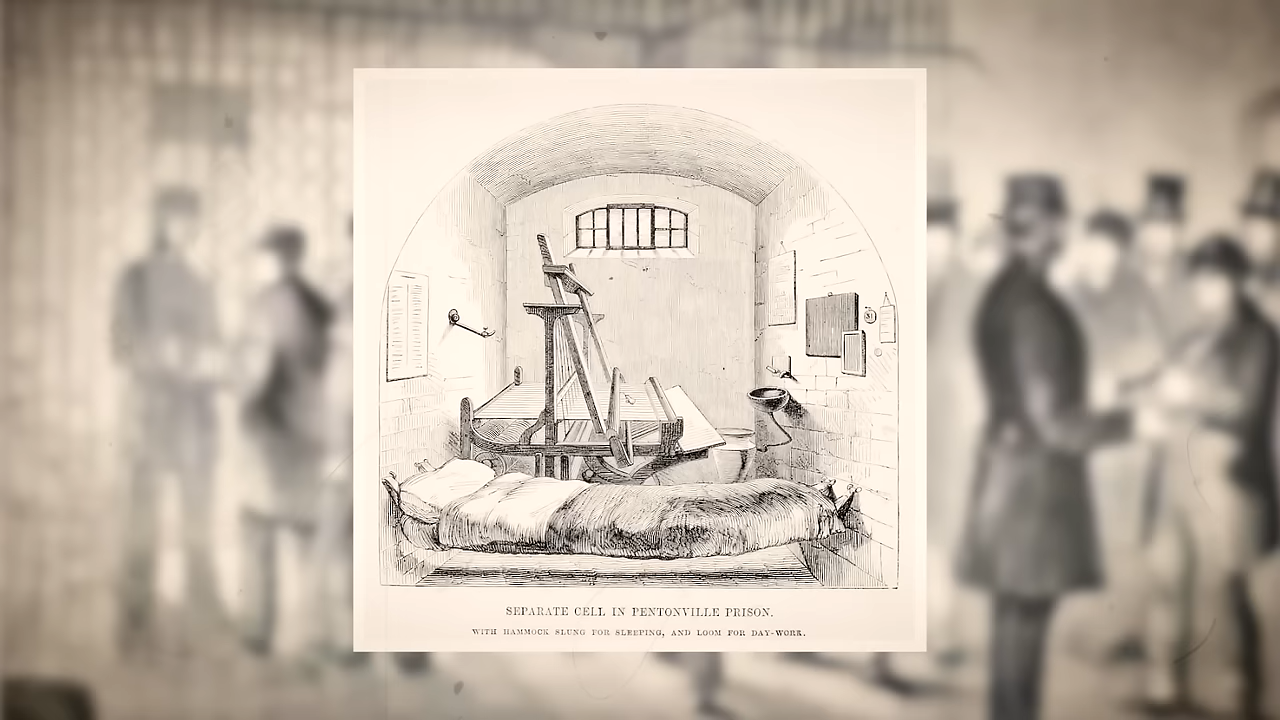 SEPARATE CELL IN PENTONVILLE PRISON.
WITH HAMMOCK SLUNG FOR SLEEPING, AND LOOM FOR DAY-WORK.